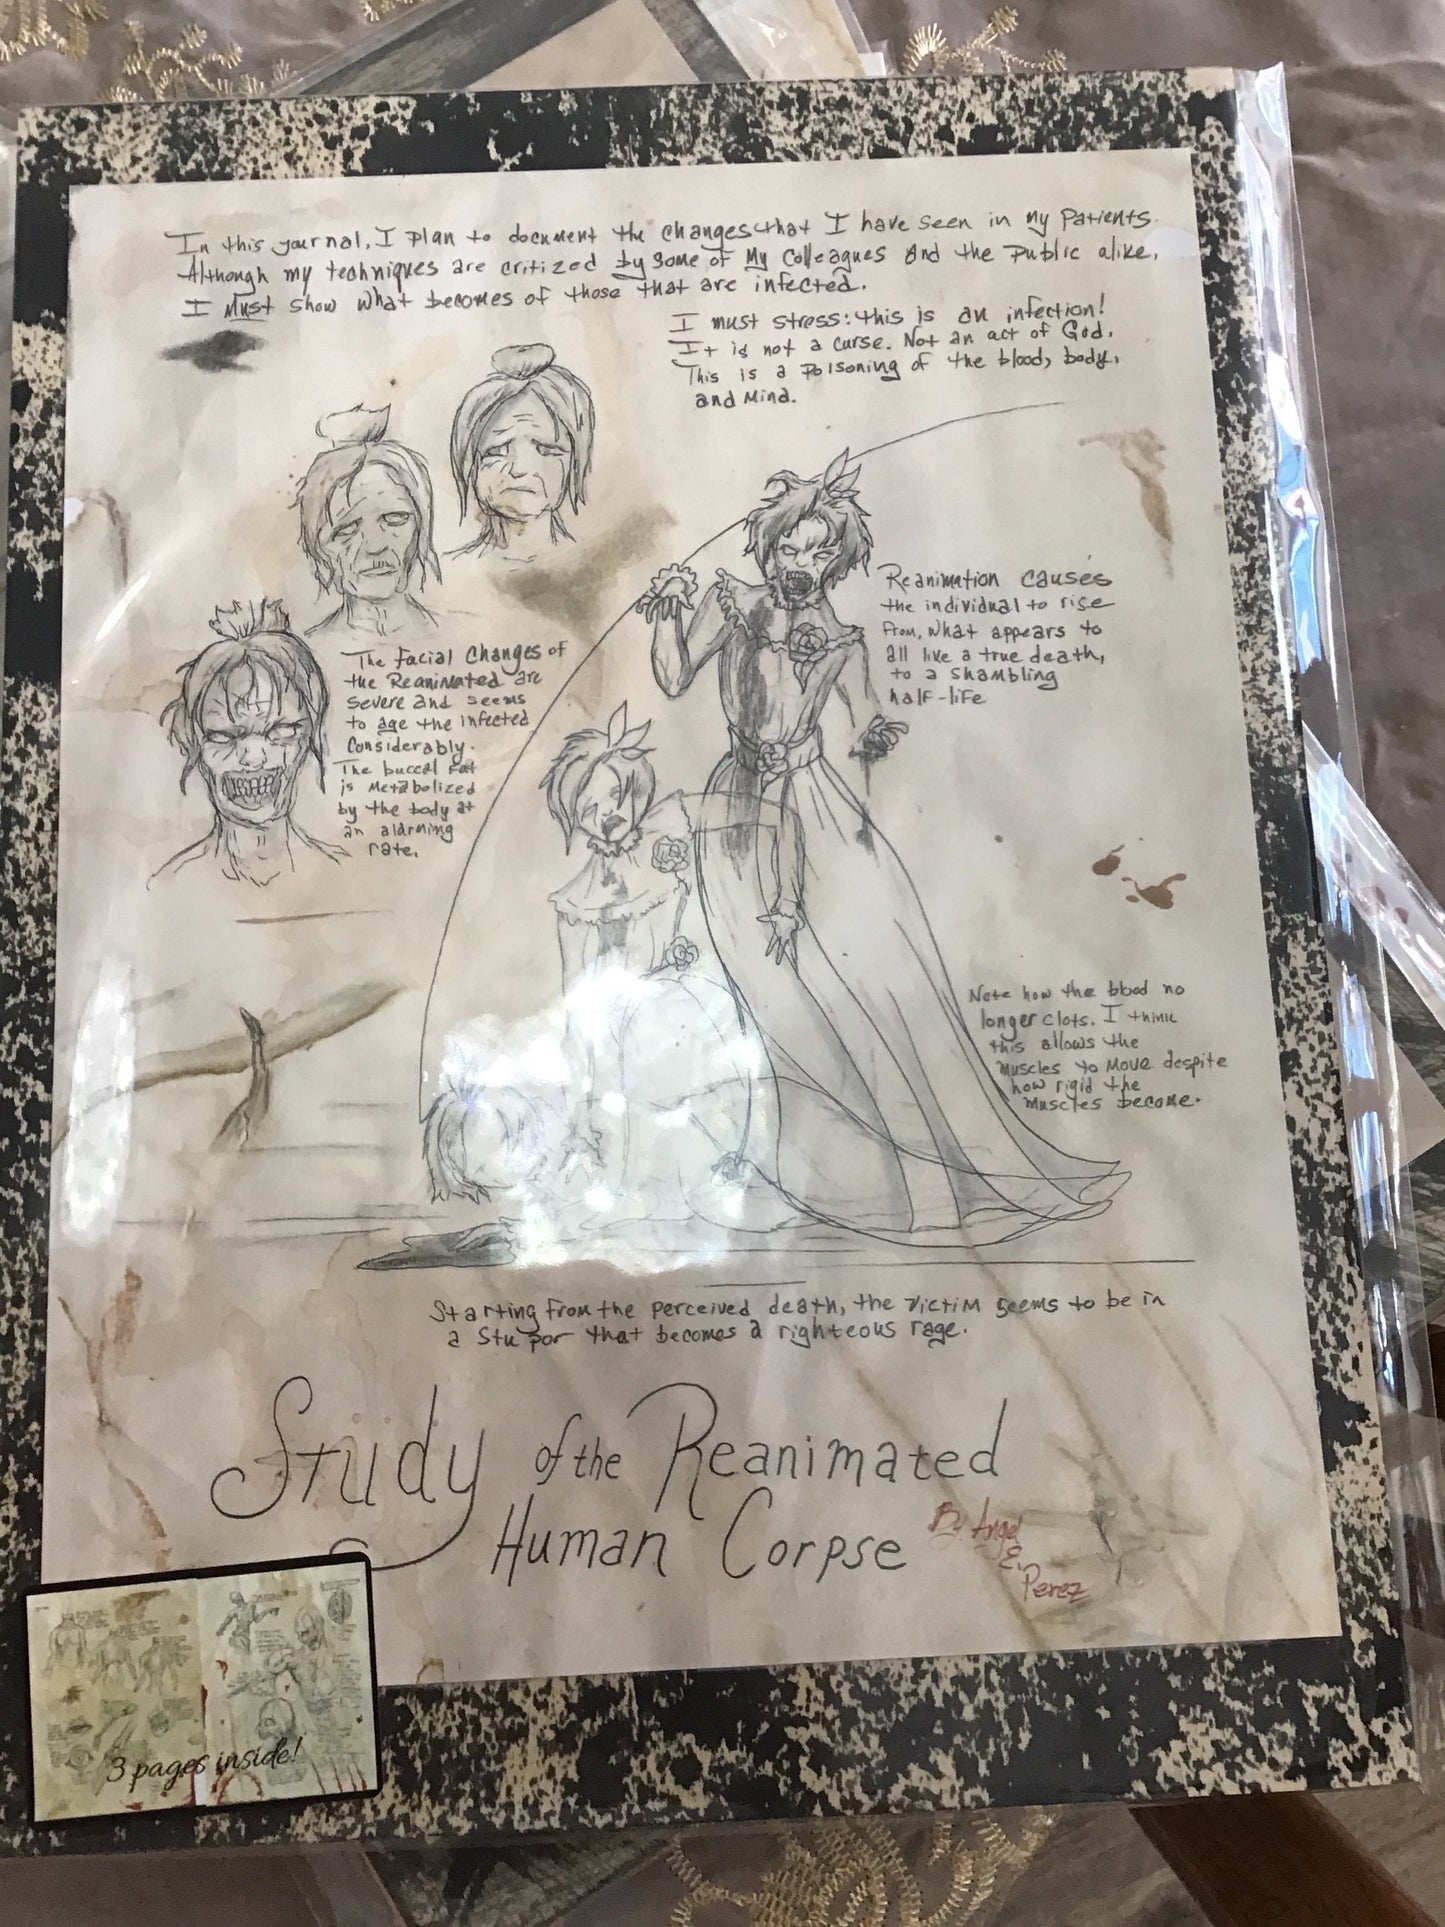 In this journal, I plan to document the changes that I have seen in my Patients.
Although my techniques are critized by some of my colleagues and the public alike,
I must show what becomes of those that are infected.
I must stress: this is an infection!
It is not a curse. Not an act of God.
This is a poisoning of the blood, body,
and mind.
The facial changes of
the Reanimated are
severe and seems
to age the infected
considerably.
The buccal fat
is metabolized
by the body at
an alarming
rate.
Reanimation causes
the individual to rise
from, what appears to
all like a true death,
to a shambling
half-life
Note how the blood no
longer clots. I think
this allows the
muscles to move despite
how rigid the
muscles become.
Starting from the perceived death, the victim seems to be in
a stupor that becomes a righteous rage.
Study of the Reanimated
Human Corpse
By Angel
E.
Perez
3 pages inside!